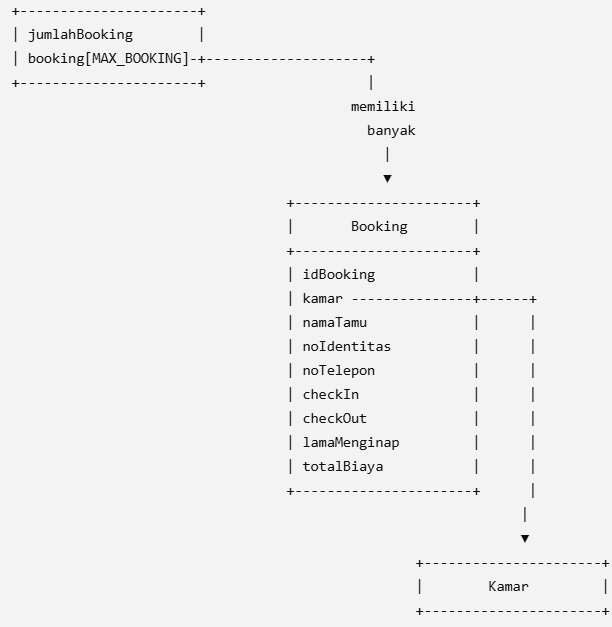 jumlahBooking
booking[MAX_BOOKING]
memiliki
banyak
Booking
idBooking
kamar
namaTamu
noIdentitas
noTelepon
checkIn
checkOut
lamaMenginap
totalBiaya
Kamar